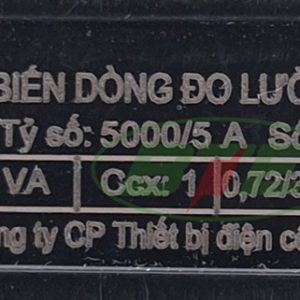 BIẾN DÒNG ĐO LƯỜ
Tỷ số: 5000/5 A Số
VA Ccx: 1 0,72/3
ng ty CP Thiết bị điện c